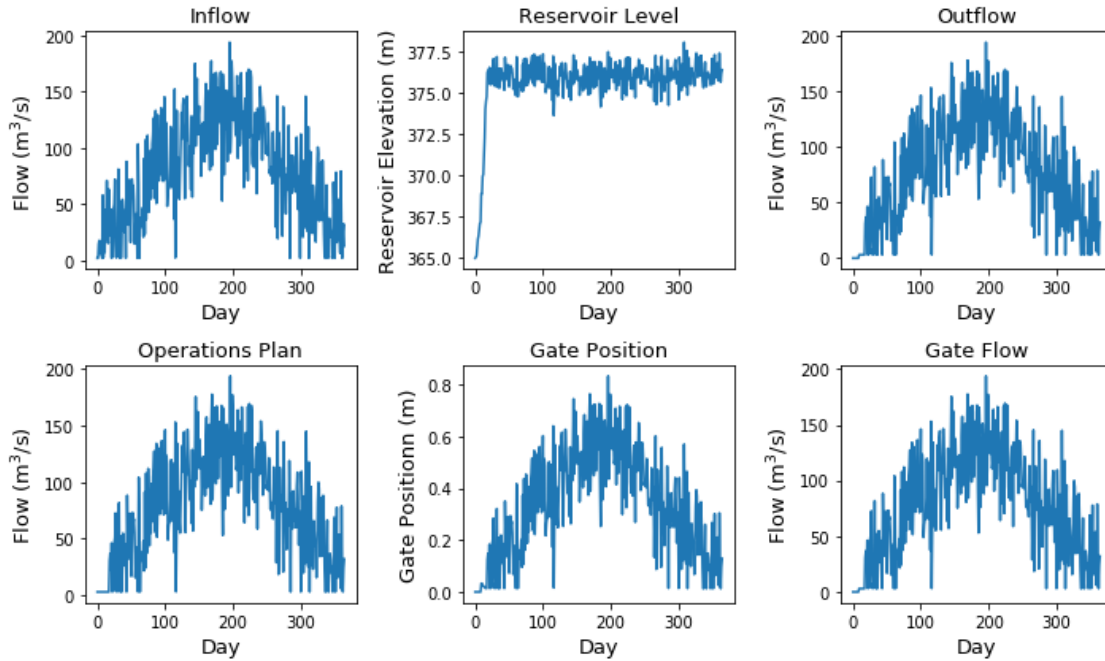 Inflow
Flow (m³/s)
200
150
100
50
0
0 100 200 300
Day
Reservoir Level
Reservoir Elevation (m)
377.5
375.0
372.5
370.0
367.5
365.0
0 100 200 300
Day
Outflow
Flow (m³/s)
200
150
100
50
0
0 100 200 300
Day
Operations Plan
Flow (m³/s)
200
150
100
50
0
0 100 200 300
Day
Gate Position
Gate Positionn (m)
0.8
0.6
0.4
0.2
0.0
0 100 200 300
Day
Gate Flow
Flow (m³/s)
200
150
100
50
0
0 100 200 300
Day